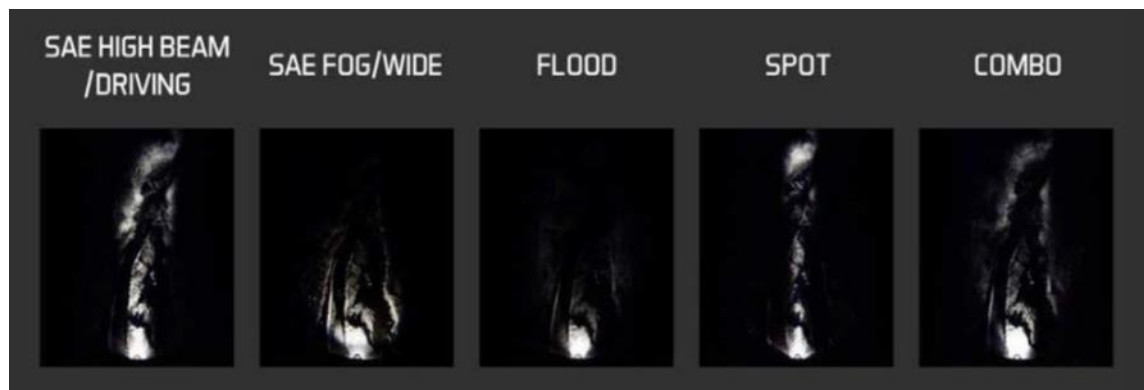 SAE HIGH BEAM
/DRIVING
SAE FOG/WIDE
FLOOD
SPOT
COMBO